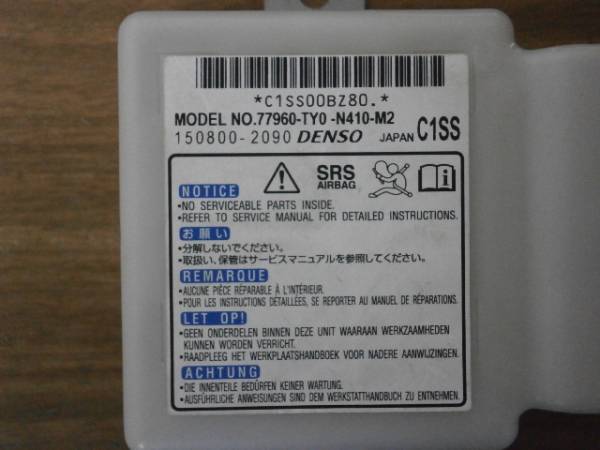 *C1SS00BZ80.*
MODEL NO.77960-TY0 -N410-M2
150800-2090 DENSO JAPAN C1SS
SRS
AIRBAG
NOTICE
•NO SERVICEABLE PARTS INSIDE.
•REFER TO SERVICE MANUAL FOR DETAILED INSTRUCTIONS.
お願い
•分解しないでください。
•取扱い、保管はサービスマニュアルを参照してください。
REMARQUE
•AUCUNE PIÈCE RÉPARABLE À L'INTÉRIEUR.
•POUR LES INSTRUCTIONS DÉTAILLÉES, SE REPORTER AU MANUEL DE RÉPARATIONS.
LET OP!
•GEEN ONDERDELEN BINNEN DEZE UNIT WAARAAN WERKZAAMHEDEN
KUNNEN WORDEN VERRICHT.
•RAADPLEEG HET WERKPLAATSHANDBOEK VOOR NADERE AANWIJZINGEN.
ACHTUNG
•DIE INNENTEILE BEDÜRFEN KEINER WARTUNG.
•AUSFÜHRLICHE ANWEISUNGEN SIND DEM WERKSTATTHANDBUCH ZU ENTNEHMEN.